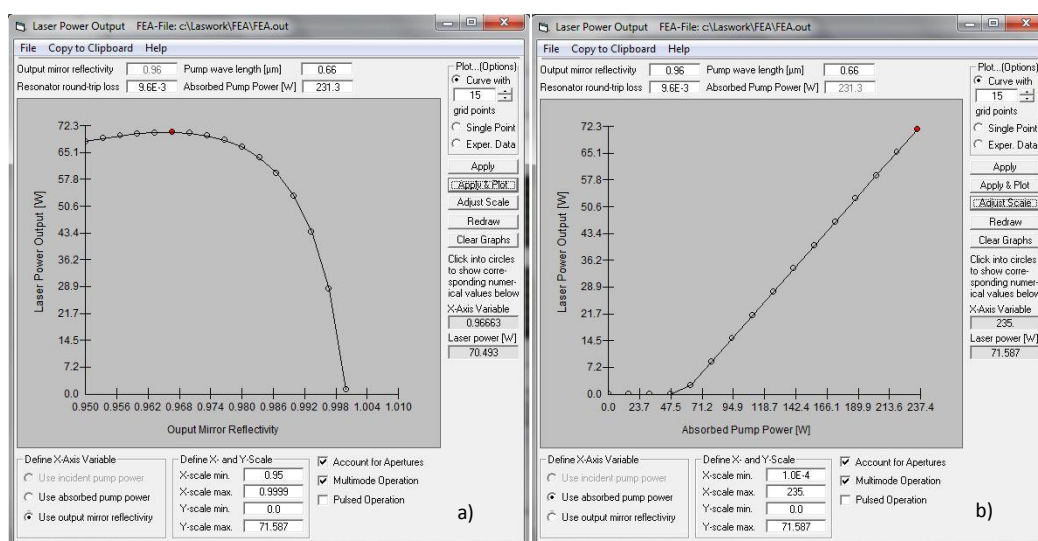 Laser Power Output FEA-File: c:\Laswork\FEA\FEA.out
File Copy to Clipboard Help
Output mirror reflectivity 0.96 Pump wave length [µm] 0.66
Resonator round-trip loss 9.6E-3 Absorbed Pump Power [W] 231.3
Plot...(Options)
Curve with
15
grid points
Single Point
Exper. Data
Apply
Apply & Plot
Adjust Scale
Redraw
Clear Graphs
Click into circles
to show corre-
sponding numer-
ical values below
X-Axis Variable
0.96663
Laser power [W]
70.493
Laser Power Output [W]
72.3
65.1
57.8
50.6
43.4
36.2
28.9
21.7
14.5
7.2
0.0
0.950 0.956 0.962 0.968 0.974 0.980 0.986 0.992 0.998 1.004 1.010
Ouput Mirror Reflectivity
Define X-Axis Variable
Use incident pump power
Use absorbed pump power
Use output mirror reflectiviry
Define X- and Y-Scale
X-scale min. 0.95
X-scale max. 0.9999
Y-scale min. 0.0
Y-scale max. 71.587
Account for Apertures
Multimode Operation
Pulsed Operation
a)
Laser Power Output FEA-File: c:\Laswork\FEA\FEA.out
File Copy to Clipboard Help
Output mirror reflectivity 0.96 Pump wave length [µm] 0.66
Resonator round-trip loss 9.6E-3 Absorbed Pump Power [W] 231.3
Plot...(Options)
Curve with
15
grid points
Single Point
Exper. Data
Apply
Apply & Plot
Adjust Scale
Redraw
Clear Graphs
Click into circles
to show corre-
sponding numer-
ical values below
X-Axis Variable
235.
Laser power [W]
71.587
Laser Power Output [W]
72.3
65.1
57.8
50.6
43.4
36.2
28.9
21.7
14.5
7.2
0.0
0.0 23.7 47.5 71.2 94.9 118.7 142.4 166.1 189.9 213.6 237.4
Absorbed Pump Power [W]
Define X-Axis Variable
Use incident pump power
Use absorbed pump power
Use output mirror reflectiviry
Define X- and Y-Scale
X-scale min. 1.0E-4
X-scale max. 235.
Y-scale min. 0.0
Y-scale max. 71.587
Account for Apertures
Multimode Operation
Pulsed Operation
b)